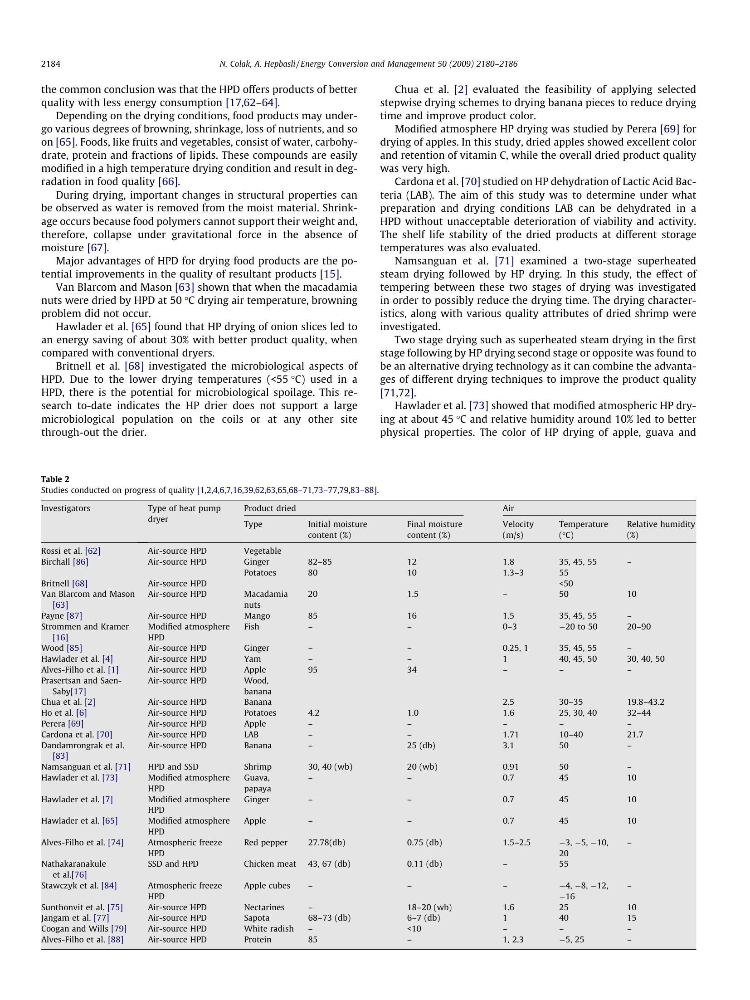 2184
N. Colak, A. Hepbasli / Energy Conversion and Management 50 (2009) 2180–2186
the common conclusion was that the HPD offers products of better
quality with less energy consumption [17,62–64].
Depending on the drying conditions, food products may under-
go various degrees of browning, shrinkage, loss of nutrients, and so
on [65]. Foods, like fruits and vegetables, consist of water, carbohy-
drate, protein and fractions of lipids. These compounds are easily
modified in a high temperature drying condition and result in deg-
radation in food quality [66].
During drying, important changes in structural properties can
be observed as water is removed from the moist material. Shrink-
age occurs because food polymers cannot support their weight and,
therefore, collapse under gravitational force in the absence of
moisture [67].
Major advantages of HPD for drying food products are the po-
tential improvements in the quality of resultant products [15].
Van Blarcom and Mason [63] shown that when the macadamia
nuts were dried by HPD at 50 °C drying air temperature, browning
problem did not occur.
Hawlader et al. [65] found that HP drying of onion slices led to
an energy saving of about 30% with better product quality, when
compared with conventional dryers.
Britnell et al. [68] investigated the microbiological aspects of
HPD. Due to the lower drying temperatures (<55 °C) used in a
HPD, there is the potential for microbiological spoilage. This re-
search to-date indicates the HP drier does not support a large
microbiological population on the coils or at any other site
through-out the drier.
Chua et al. [2] evaluated the feasibility of applying selected
stepwise drying schemes to drying banana pieces to reduce drying
time and improve product color.
Modified atmosphere HP drying was studied by Perera [69] for
drying of apples. In this study, dried apples showed excellent color
and retention of vitamin C, while the overall dried product quality
was very high.
Cardona et al. [70] studied on HP dehydration of Lactic Acid Bac-
teria (LAB). The aim of this study was to determine under what
preparation and drying conditions LAB can be dehydrated in a
HPD without unacceptable deterioration of viability and activity.
The shelf life stability of the dried products at different storage
temperatures was also evaluated.
Namsanguan et al. [71] examined a two-stage superheated
steam drying followed by HP drying. In this study, the effect of
tempering between these two stages of drying was investigated
in order to possibly reduce the drying time. The drying character-
istics, along with various quality attributes of dried shrimp were
investigated.
Two stage drying such as superheated steam drying in the first
stage following by HP drying second stage or opposite was found to
be an alternative drying technology as it can combine the advanta-
ges of different drying techniques to improve the product quality
[71,72].
Hawlader et al. [73] showed that modified atmospheric HP dry-
ing at about 45 °C and relative humidity around 10% led to better
physical properties. The color of HP drying of apple, guava and
Table 2
Studies conducted on progress of quality [1,2,4,6,7,16,39,62,63,65,68–71,73–77,79,83–88].
Investigators Type of heat pump Product dried Air
dryer
Type Initial moisture Final moisture Velocity Temperature Relative humidity
content (%) content (%) (m/s) (°C) (%)
Rossi et al. [62] Air-source HPD Vegetable
Birchall [86] Air-source HPD Ginger 82–85 12 1.8 35, 45, 55 –
Potatoes 80 10 1.3–3 55
Britnell [68] Air-source HPD <50
Van Blarcom and Mason Air-source HPD Macadamia 20 1.5 – 50 10
[63] nuts
Payne [87] Air-source HPD Mango 85 16 1.5 35, 45, 55 –
Strommen and Kramer Modified atmosphere Fish – – 0–3 −20 to 50 20–90
[16] HPD
Wood [85] Air-source HPD Ginger – – 0.25, 1 35, 45, 55 –
Hawlader et al. [4] Air-source HPD Yam – – 1 40, 45, 50 30, 40, 50
Alves-Filho et al. [1] Air-source HPD Apple 95 34 – – –
Prasertsan and Saen- Air-source HPD Wood,
Saby[17] banana
Chua et al. [2] Air-source HPD Banana 2.5 30–35 19.8–43.2
Ho et al. [6] Air-source HPD Potatoes 4.2 1.0 1.6 25, 30, 40 32–44
Perera [69] Air-source HPD Apple – – – – –
Cardona et al. [70] Air-source HPD LAB – – 1.71 10–40 21.7
Dandamrongrak et al. Air-source HPD Banana – 25 (db) 3.1 50 –
[83]
Namsanguan et al. [71] HPD and SSD Shrimp 30, 40 (wb) 20 (wb) 0.91 50 –
Hawlader et al. [73] Modified atmosphere Guava, – – 0.7 45 10
HPD papaya
Hawlader et al. [7] Modified atmosphere Ginger – – 0.7 45 10
HPD
Hawlader et al. [65] Modified atmosphere Apple – – 0.7 45 10
HPD
Alves-Filho et al. [74] Atmospheric freeze Red pepper 27.78(db) 0.75 (db) 1.5–2.5 −3, −5, −10, –
HPD 20
Nathakaranakule SSD and HPD Chicken meat 43, 67 (db) 0.11 (db) – 55
et al.[76]
Stawczyk et al. [84] Atmospheric freeze Apple cubes – – – −4, −8, −12, –
HPD −16
Sunthonvit et al. [75] Air-source HPD Nectarines – 18–20 (wb) 1.6 25 10
Jangam et al. [77] Air-source HPD Sapota 68–73 (db) 6–7 (db) 1 40 15
Coogan and Wills [79] Air-source HPD White radish – <10 – – –
Alves-Filho et al. [88] Air-source HPD Protein 85 – 1, 2.3 −5, 25 –